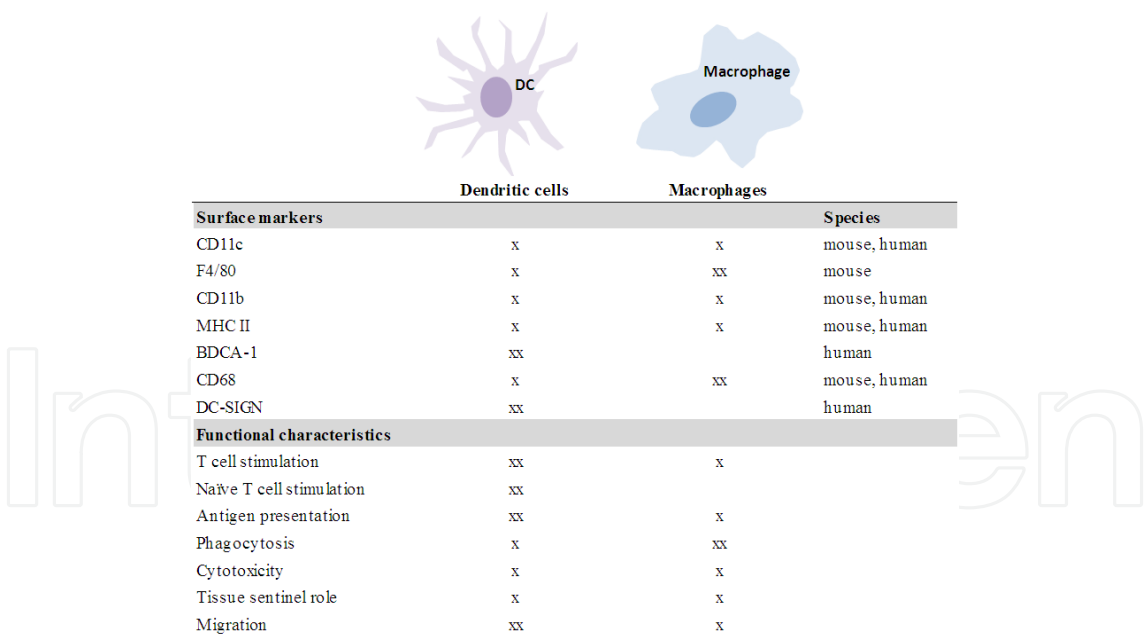 DC
Macrophage
Dendritic cells Macrophages
Surface markers Species
CD11c x x mouse, human
F4/80 x xx mouse
CD11b x x mouse, human
MHC II x x mouse, human
BDCA-1 xx human
CD68 x xx mouse, human
DC-SIGN xx human
Functional characteristics
T cell stimulation xx x
Naïve T cell stimulation xx
Antigen presentation xx x
Phagocytosis x xx
Cytotoxicity x x
Tissue sentinel role x x
Migration xx x